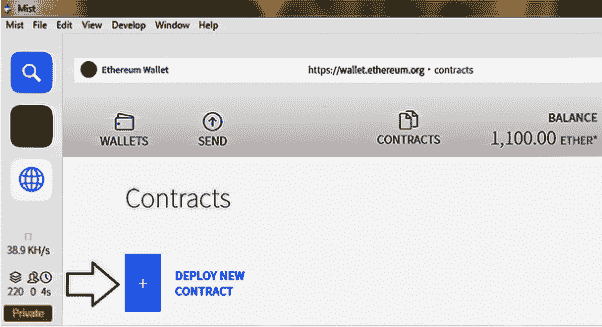 Mist
Mist File Edit View Develop Window Help
Ethereum Wallet https://wallet.ethereum.org • contracts
WALLETS SEND CONTRACTS BALANCE
1,100.00 ETHER*
Contracts
38.9 KH/s
DEPLOY NEW
CONTRACT
220 0 4s
Private